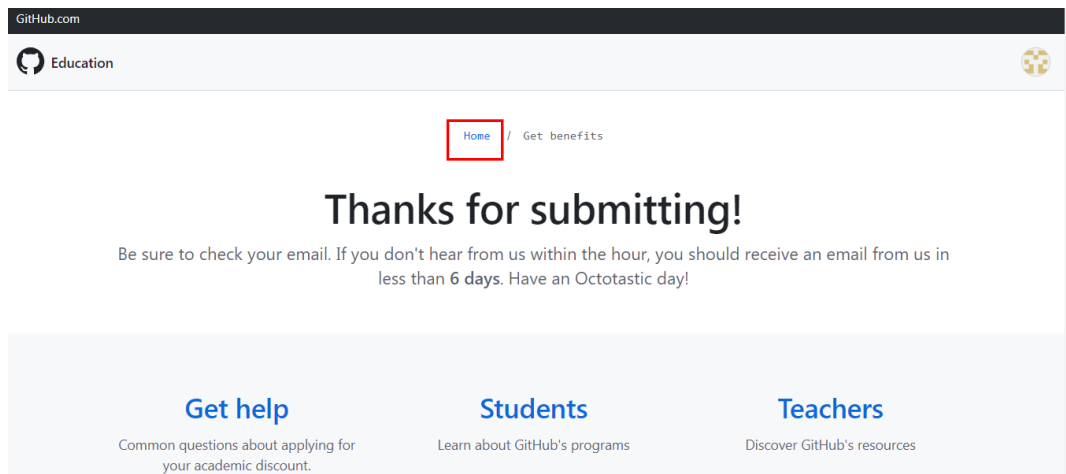 GitHub.com
Education
Home / Get benefits
Thanks for submitting!
Be sure to check your email. If you don't hear from us within the hour, you should receive an email from us in
less than 6 days. Have an Octotastic day!
Get help
Common questions about applying for
your academic discount.
Students
Learn about GitHub's programs
Teachers
Discover GitHub's resources